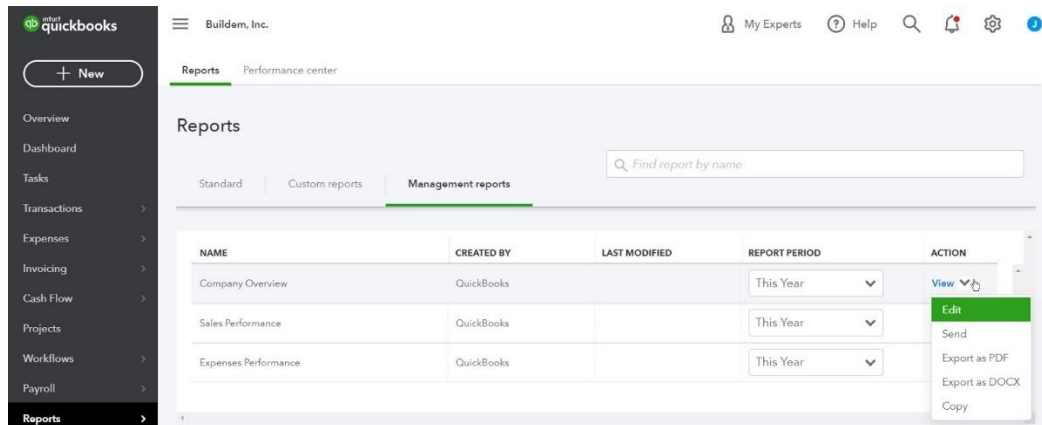 intuit
quickbooks
Buildem, Inc.
My Experts
Help
J
+ New
Reports
Performance center
Overview
Dashboard
Tasks
Transactions
Expenses
Invoicing
Cash Flow
Projects
Workflows
Payroll
Reports
Reports
Find report by name
Standard
Custom reports
Management reports
NAME CREATED BY LAST MODIFIED REPORT PERIOD ACTION
Company Overview QuickBooks This Year View
Sales Performance QuickBooks This Year
Expenses Performance QuickBooks This Year
Edit
Send
Export as PDF
Export as DOCX
Copy